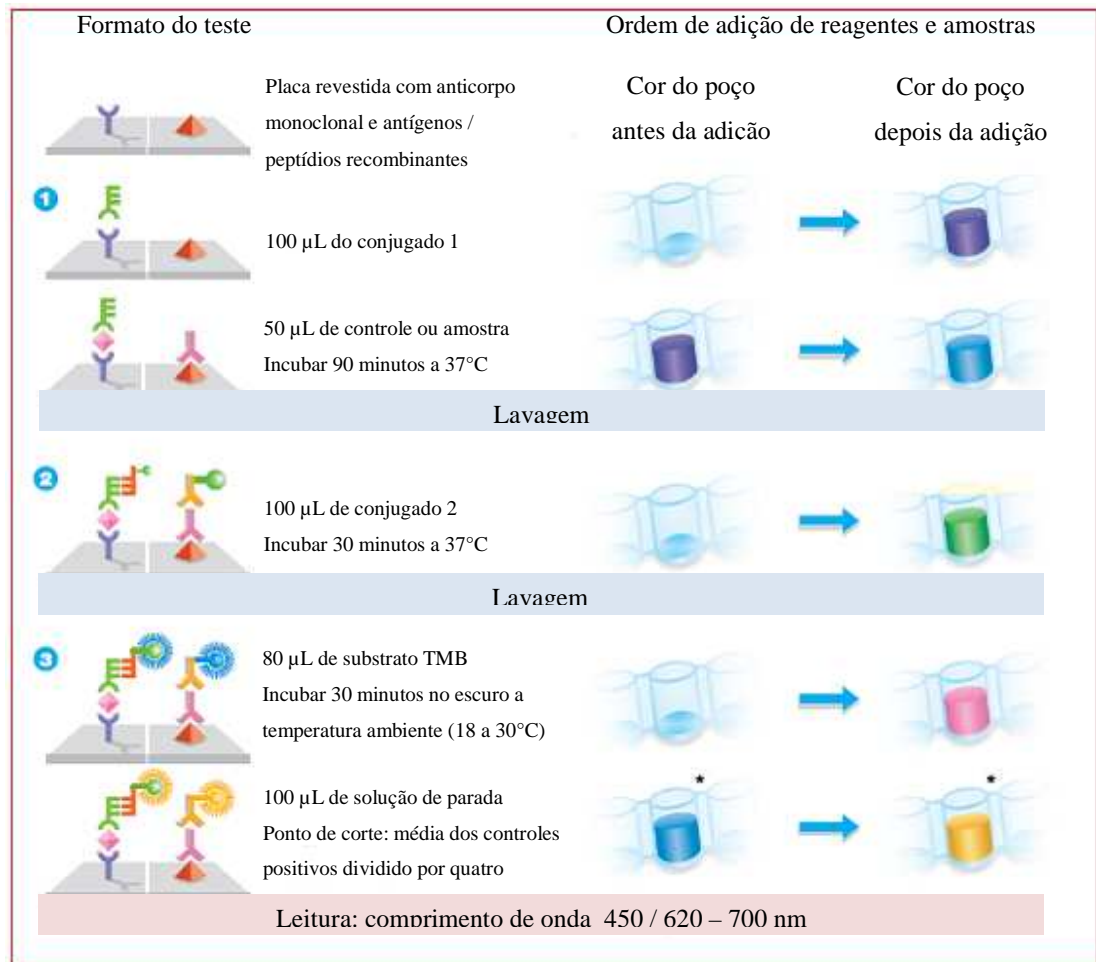 Formato do teste
Ordem de adição de reagentes e amostras
Placa revestida com anticorpo
monoclonal e antígenos /
peptídios recombinantes
Cor do poço
antes da adicão
Cor do poço
depois da adição
1
100 µL do conjugado 1
50 µL de controle ou amostra
Incubar 90 minutos a 37°C
Lavagem
2
100 µL de conjugado 2
Incubar 30 minutos a 37°C
Lavagem
3
80 µL de substrato TMB
Incubar 30 minutos no escuro a
temperatura ambiente (18 a 30°C)
* *
100 µL de solução de parada
Ponto de corte: média dos controles
positivos dividido por quatro
Leitura: comprimento de onda 450 / 620 – 700 nm